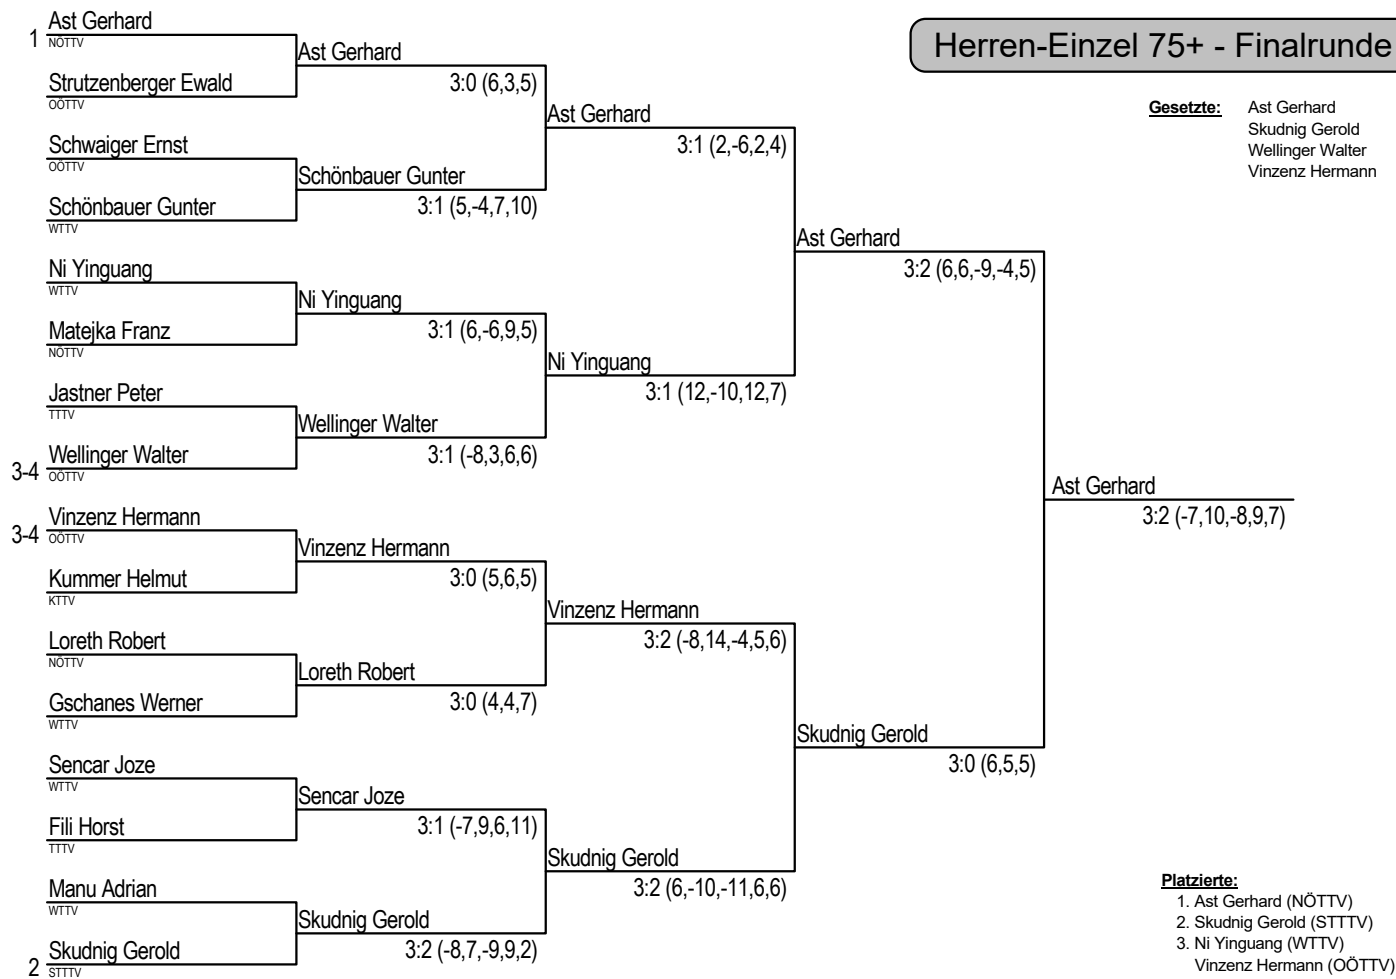 Herren-Einzel 75+ - Finalrunde
Gesetzte: Ast Gerhard
Skudnig Gerold
Wellinger Walter
Vinzenz Hermann
1 Ast Gerhard
NÖTTV
Strutzenberger Ewald
OÖTTV
Schwaiger Ernst
OÖTTV
Schönbauer Gunter
WTTV
Ni Yinguang
WTTV
Matejka Franz
NÖTTV
Jastner Peter
TTTV
3-4 Wellinger Walter
OÖTTV
3-4 Vinzenz Hermann
OÖTTV
Kummer Helmut
KTTV
Loreth Robert
NÖTTV
Gschanes Werner
WTTV
Sencar Joze
WTTV
Fili Horst
TTTV
Manu Adrian
WTTV
2 Skudnig Gerold
STTTV
Ast Gerhard
3:0 (6,3,5)
Schönbauer Gunter
3:1 (5,-4,7,10)
Ni Yinguang
3:1 (6,-6,9,5)
Wellinger Walter
3:1 (-8,3,6,6)
Vinzenz Hermann
3:0 (5,6,5)
Loreth Robert
3:0 (4,4,7)
Sencar Joze
3:1 (-7,9,6,11)
Skudnig Gerold
3:2 (-8,7,-9,9,2)
Ast Gerhard
3:1 (2,-6,2,4)
Ni Yinguang
3:1 (12,-10,12,7)
Vinzenz Hermann
3:2 (-8,14,-4,5,6)
Skudnig Gerold
3:2 (6,-10,-11,6,6)
Ast Gerhard
3:2 (6,6,-9,-4,5)
Skudnig Gerold
3:0 (6,5,5)
Ast Gerhard
3:2 (-7,10,-8,9,7)
Platzierte:
1. Ast Gerhard (NÖTTV)
2. Skudnig Gerold (STTTV)
3. Ni Yinguang (WTTV)
Vinzenz Hermann (OÖTTV)